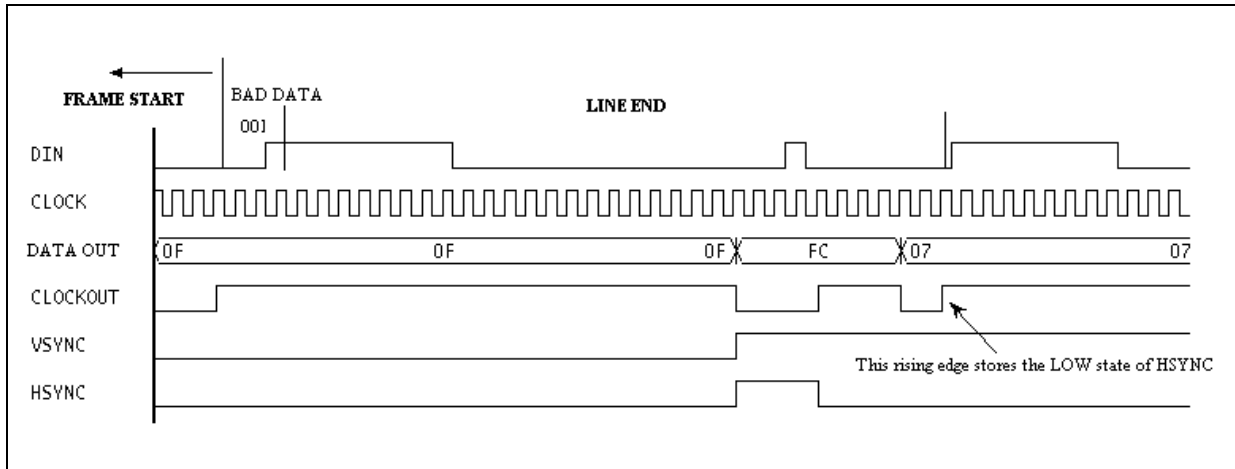 FRAME START
BAD DATA
001
LINE END
DIN
CLOCK
DATA OUT 0F 0F 0F FC 07 07
CLOCKOUT
VSYNC
This rising edge stores the LOW state of HSYNC
HSYNC